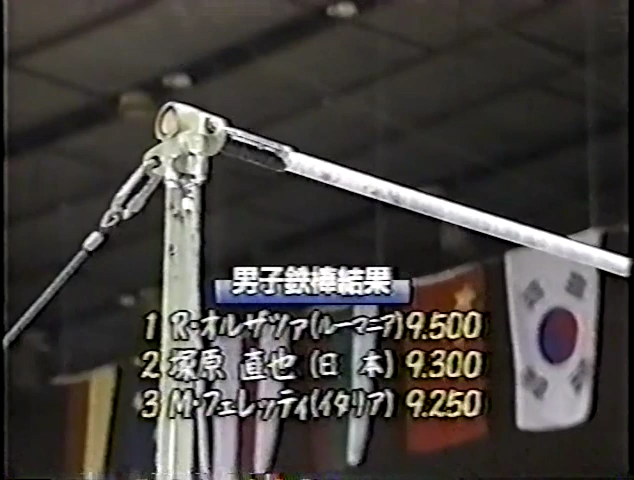 男子鉄棒結果
1 R・オルザツァ(ルーマニア) 9.500
2 塚原 直也 (日 本) 9.300
3 M・フェレッティ(イタリア) 9.250